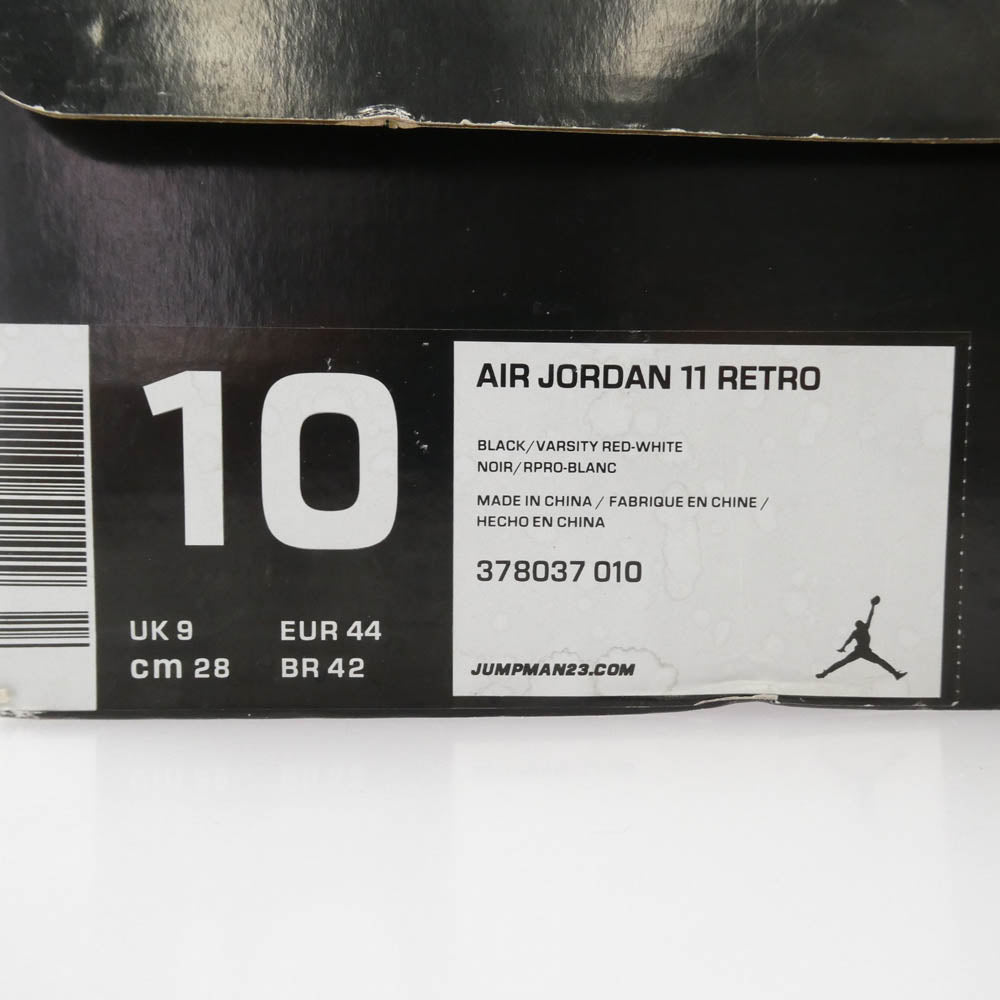 10
UK 9 EUR 44
cm 28 BR 42
AIR JORDAN 11 RETRO
BLACK/VARSITY RED-WHITE
NOIR/RPRO-BLANC
MADE IN CHINA / FABRIQUE EN CHINE /
HECHO EN CHINA
378037 010
JUMPMAN23.COM